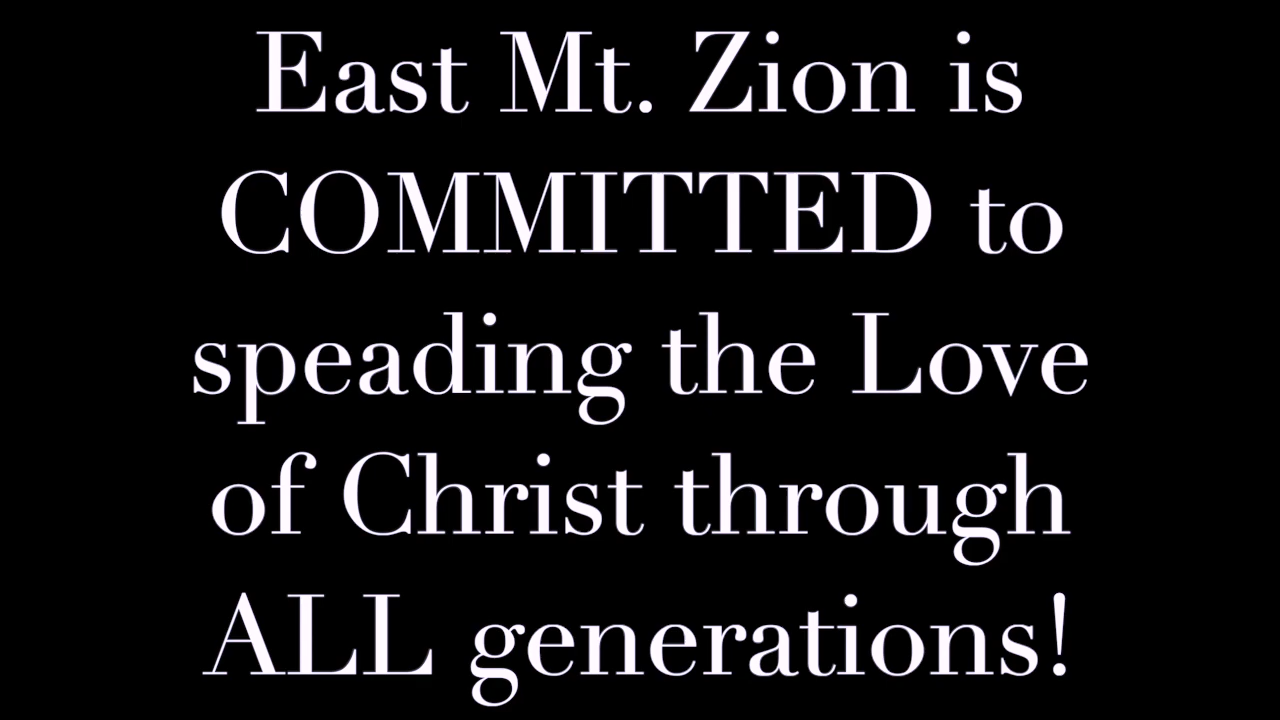 East Mt. Zion is
COMMITTED to
speading the Love
of Christ through
ALL generations!